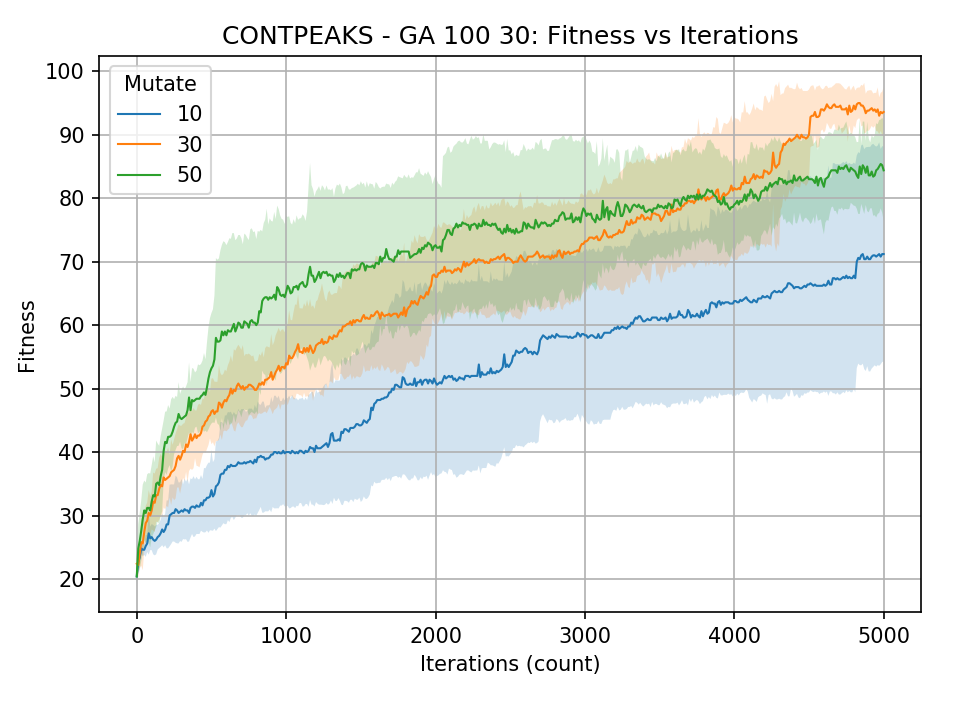 CONTPEAKS - GA 100 30: Fitness vs Iterations
Mutate
10
30
50
100
90
80
70
60
50
40
30
20
Fitness
0 1000 2000 3000 4000 5000
Iterations (count)